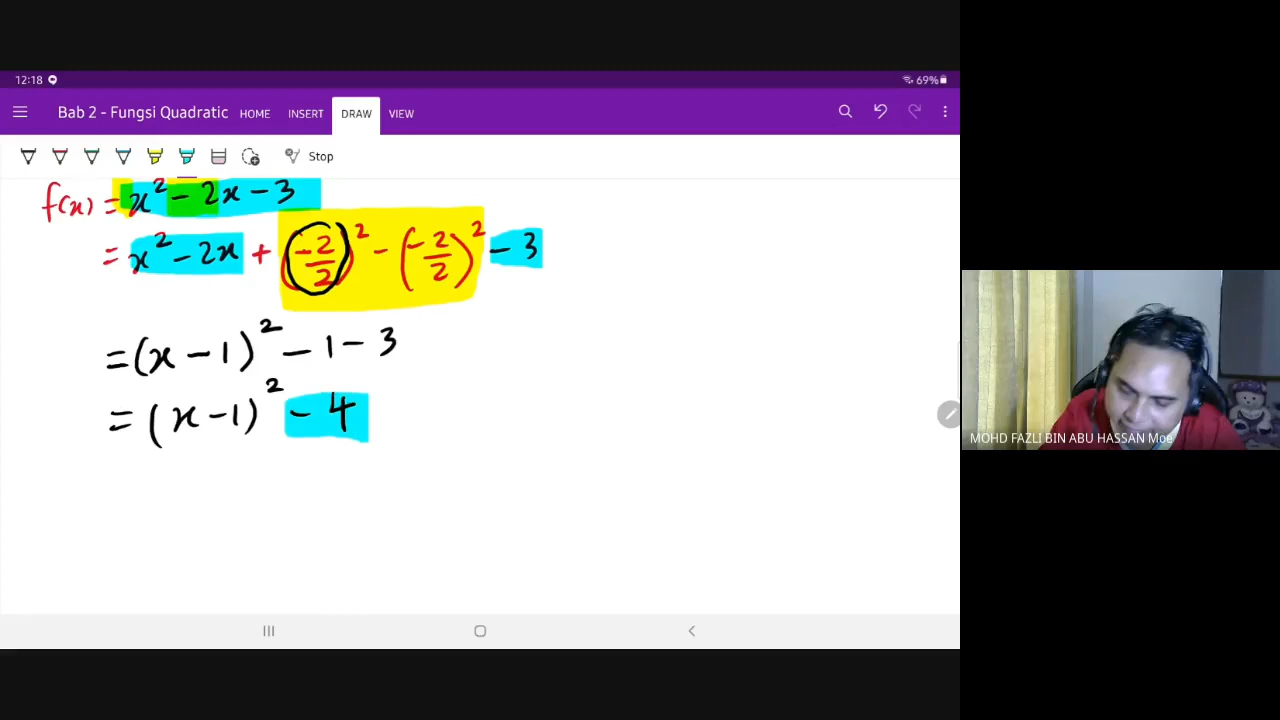 12:18 69%
Bab 2 - Fungsi Quadratic HOME INSERT DRAW VIEW
Stop
f(x) = x² - 2x - 3
= x² - 2x + (-2/2)² - (-2/2)² - 3
= (x - 1)² - 1 - 3
= (x - 1)² - 4
MOHD FAZLI BIN ABU HASSAN Moe